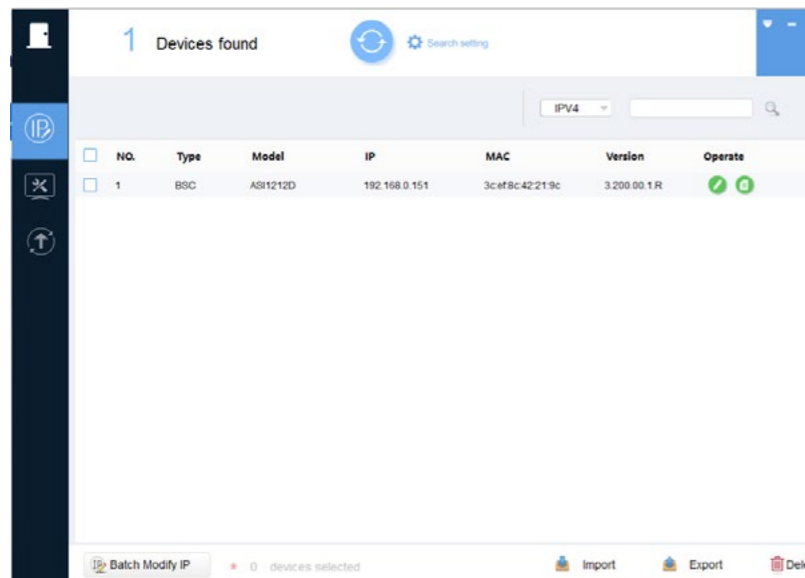 1 Devices found Search setting
IPV4
IP
NO. Type Model IP MAC Version Operate
1 BSC ASI1212D 192.168.0.151 3c:ef:8c:42:21:9c 3.200.00.1.R
Batch Modify IP * 0 devices selected Import Export Del